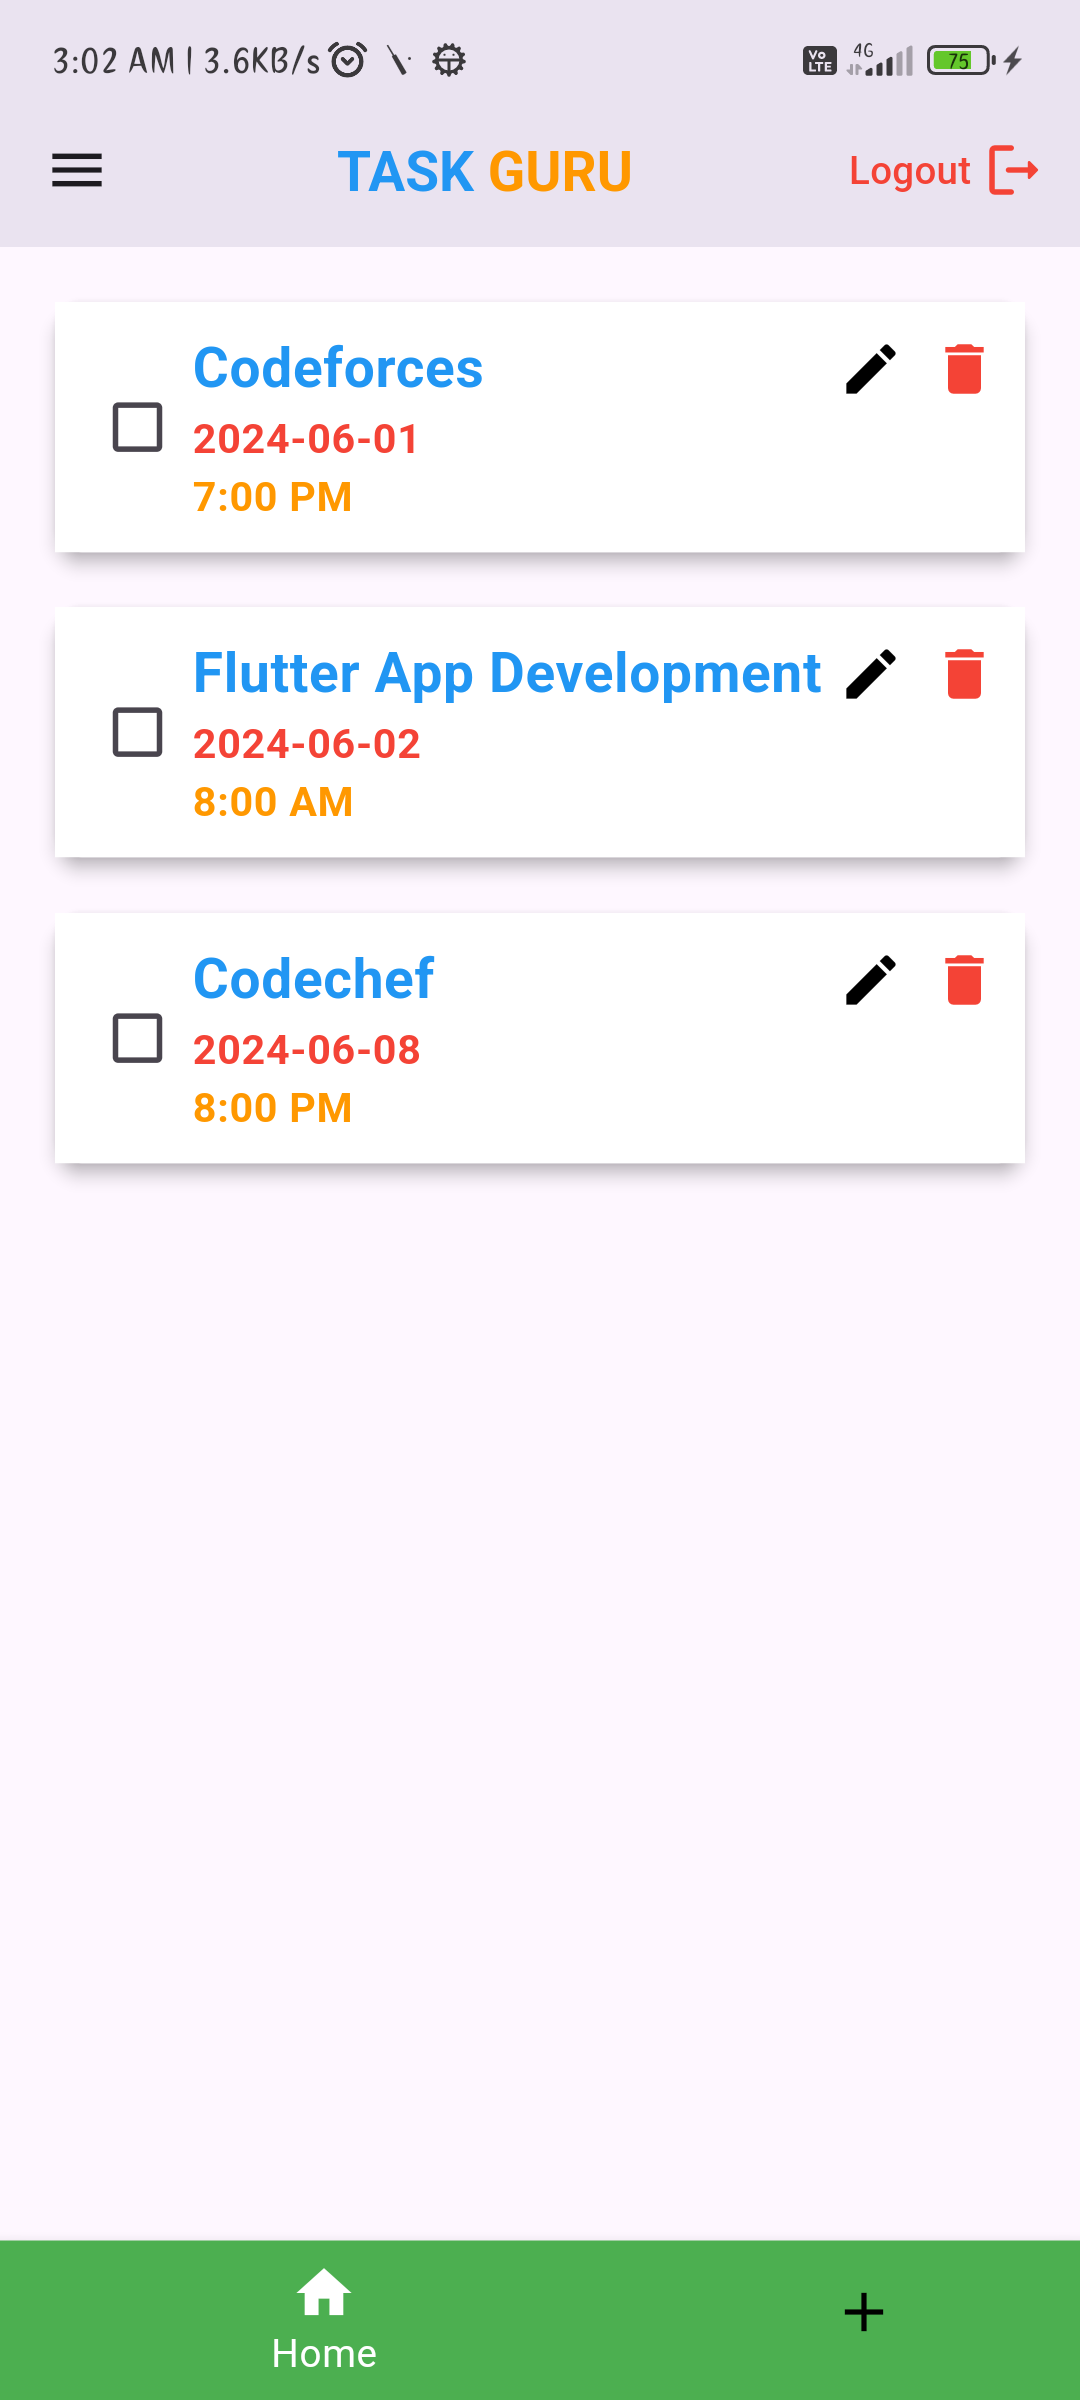 3:02 AM | 3.6KB/s
Vo LTE 4G 75
TASK GURU
Logout
Codeforces
2024-06-01
7:00 PM
Flutter App Development
2024-06-02
8:00 AM
Codechef
2024-06-08
8:00 PM
Home